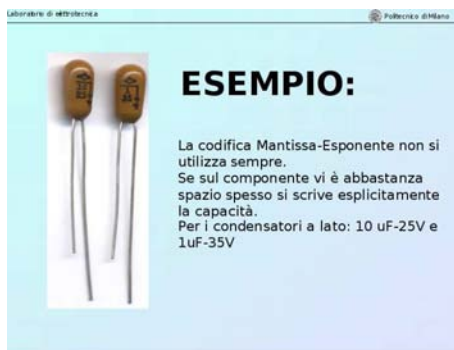 Laboratorio di elettrotecnica
Politecnico di Milano
ESEMPIO:
La codifica Mantissa-Esponente non si
utilizza sempre.
Se sul componente vi è abbastanza
spazio spesso si scrive esplicitamente
la capacità.
Per i condensatori a lato: 10 uF-25V e
1uF-35V